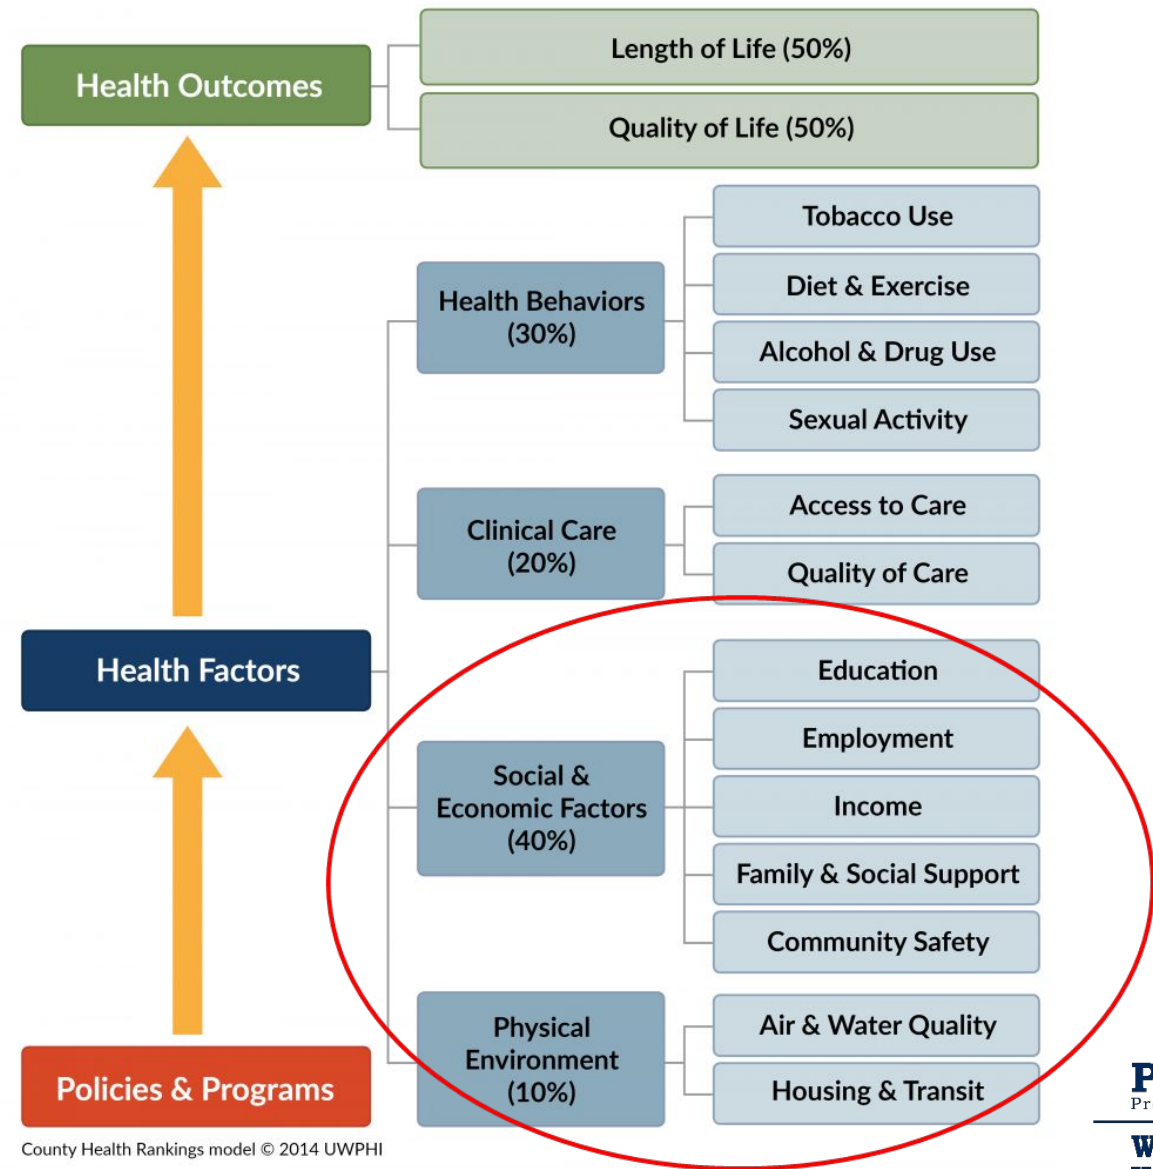 Health Outcomes
Length of Life (50%)
Quality of Life (50%)
Health Behaviors
(30%)
Tobacco Use
Diet & Exercise
Alcohol & Drug Use
Sexual Activity
Clinical Care
(20%)
Access to Care
Quality of Care
Health Factors
Social &
Economic Factors
(40%)
Education
Employment
Income
Family & Social Support
Community Safety
Physical
Environment
(10%)
Air & Water Quality
Housing & Transit
Policies & Programs
County Health Rankings model © 2014 UWPHI